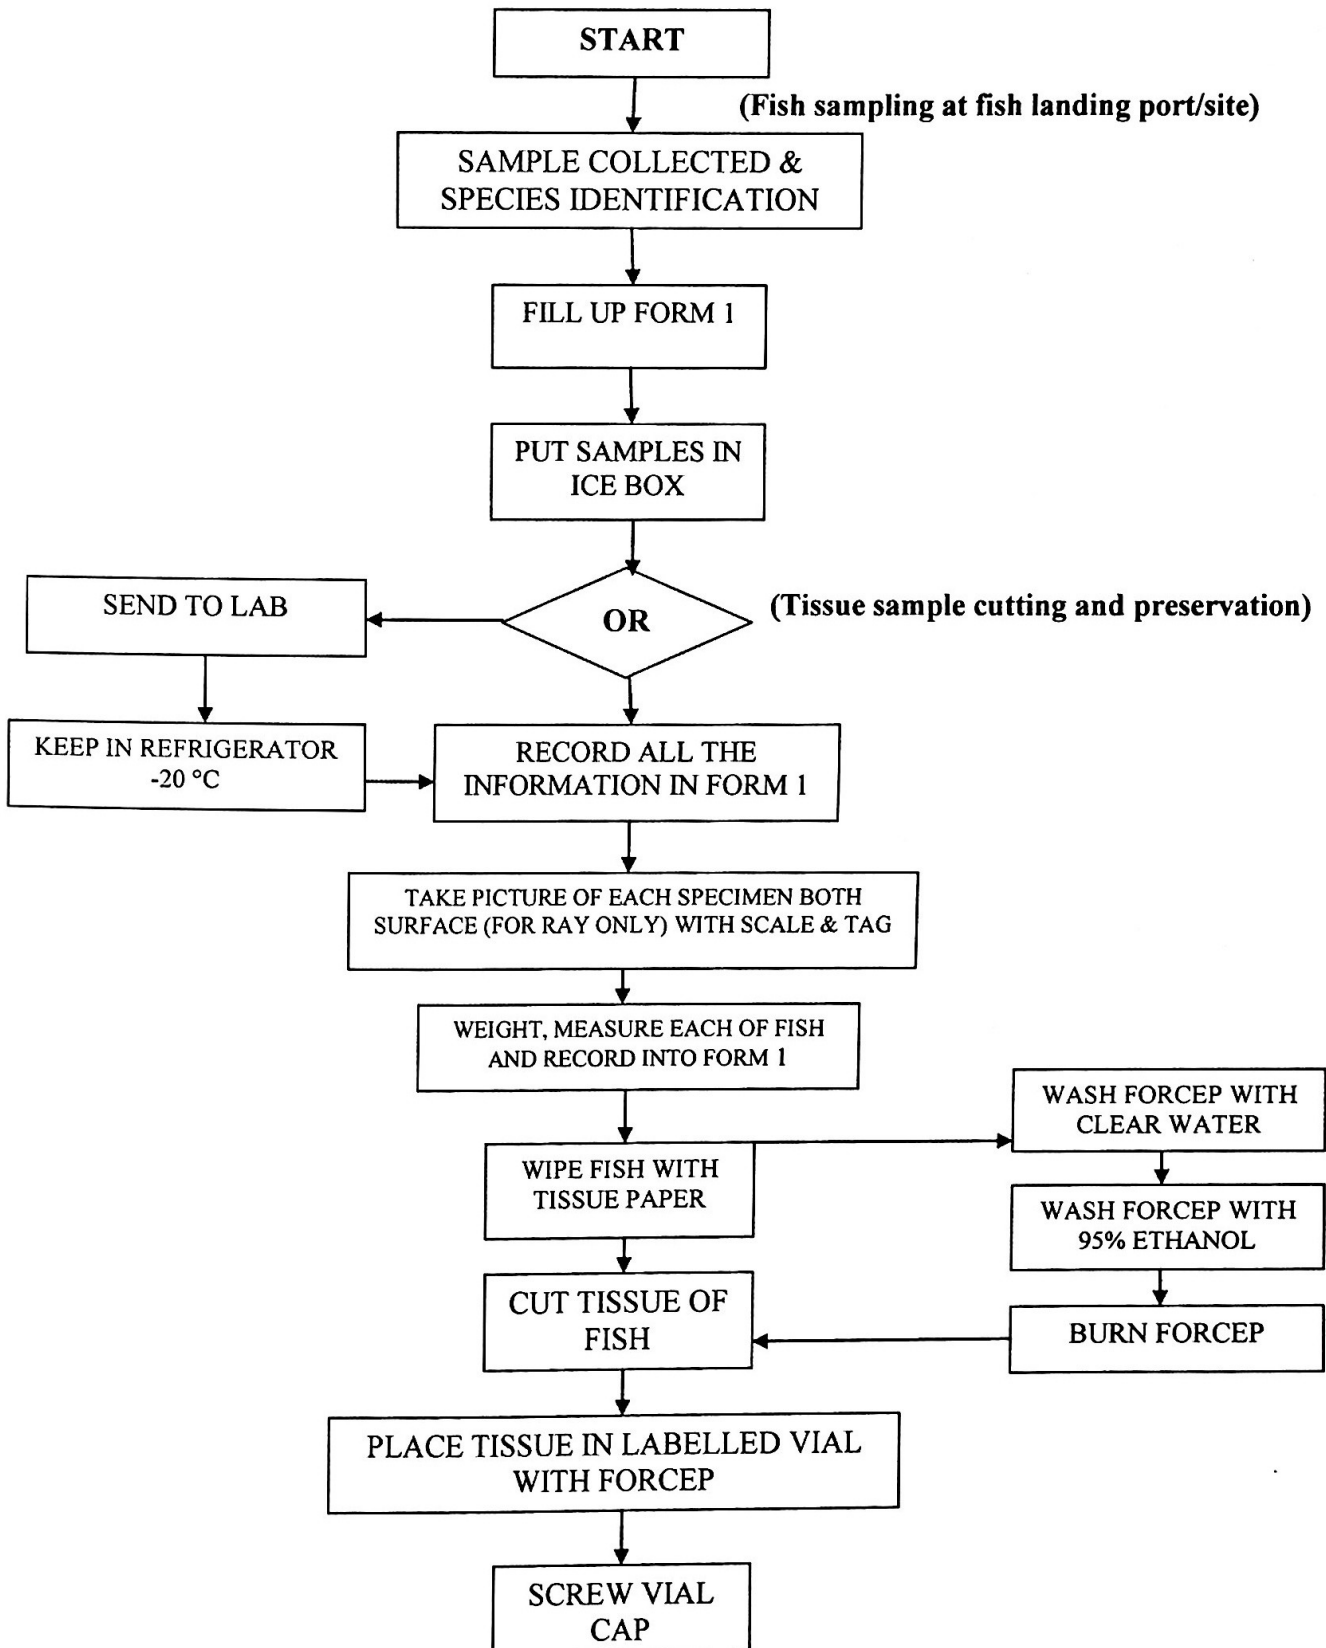 START
(Fish sampling at fish landing port/site)
SAMPLE COLLECTED &
SPECIES IDENTIFICATION
FILL UP FORM 1
PUT SAMPLES IN
ICE BOX
SEND TO LAB
OR
(Tissue sample cutting and preservation)
KEEP IN REFRIGERATOR
-20 °C
RECORD ALL THE
INFORMATION IN FORM 1
TAKE PICTURE OF EACH SPECIMEN BOTH
SURFACE (FOR RAY ONLY) WITH SCALE & TAG
WEIGHT, MEASURE EACH OF FISH
AND RECORD INTO FORM 1
WASH FORCEP WITH
CLEAR WATER
WIPE FISH WITH
TISSUE PAPER
WASH FORCEP WITH
95% ETHANOL
CUT TISSUE OF
FISH
BURN FORCEP
PLACE TISSUE IN LABELLED VIAL
WITH FORCEP
SCREW VIAL
CAP